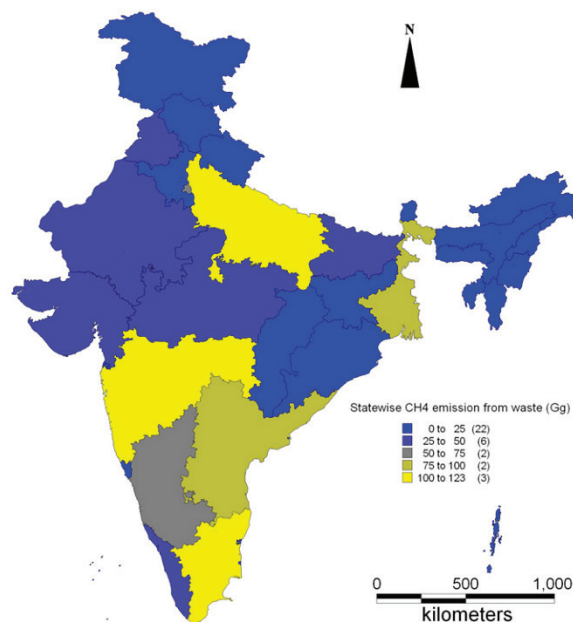 N
Statewise CH4 emission from waste (Gg)
0 to 25 (22)
25 to 50 (6)
50 to 75 (2)
75 to 100 (2)
100 to 123 (3)
0 500 1,000
kilometers